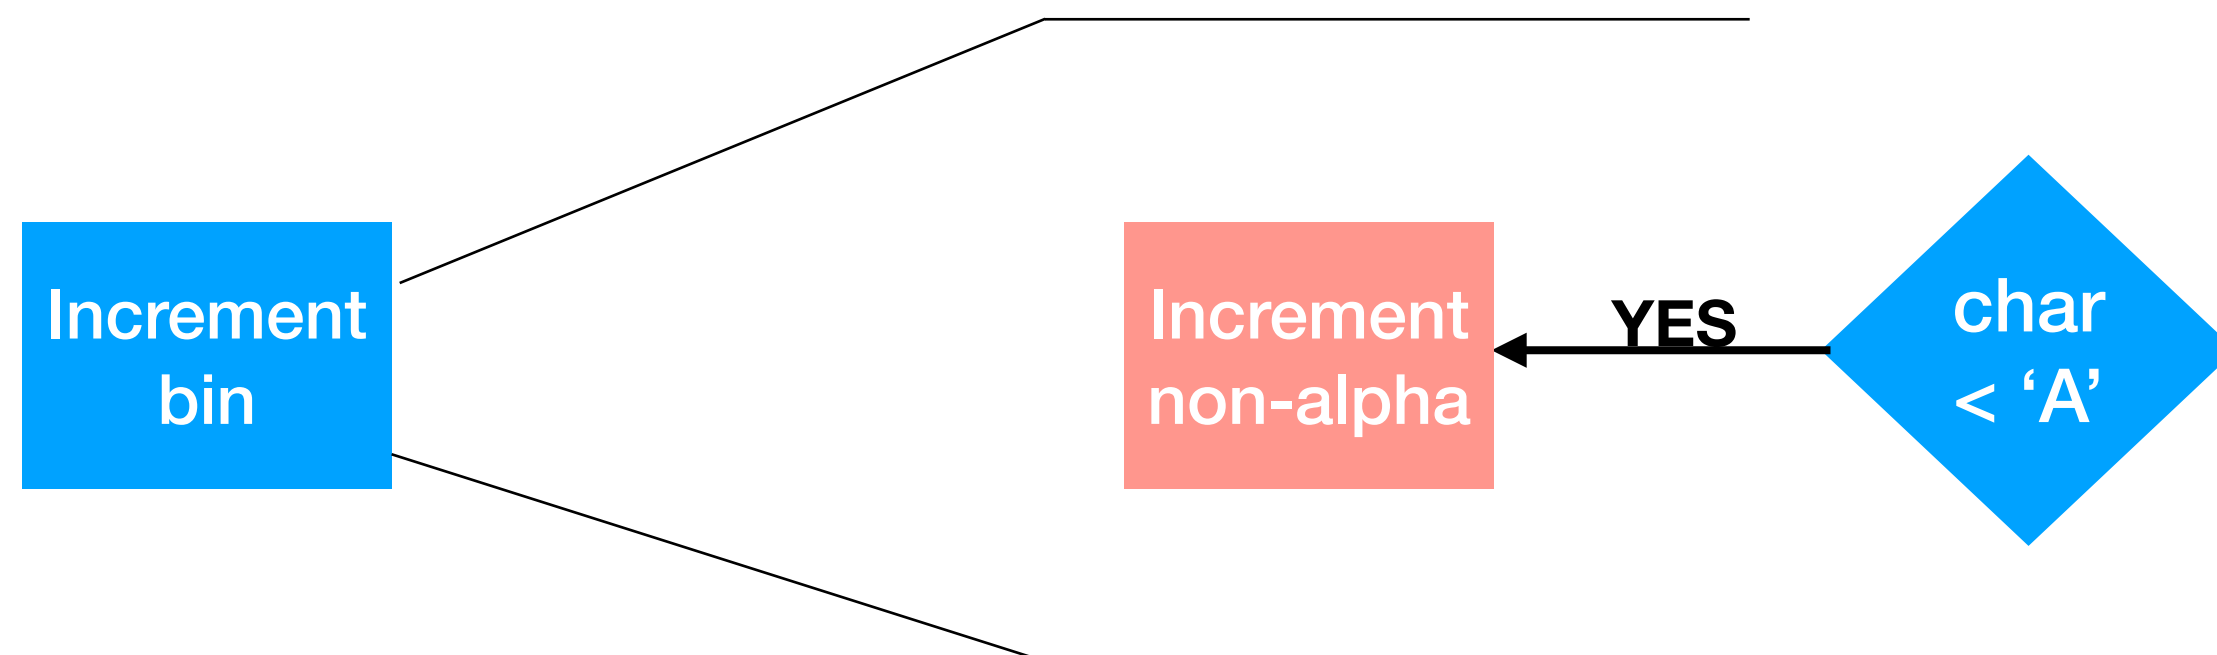 Increment
bin
Increment
non-alpha
YES
char
< ‘A’